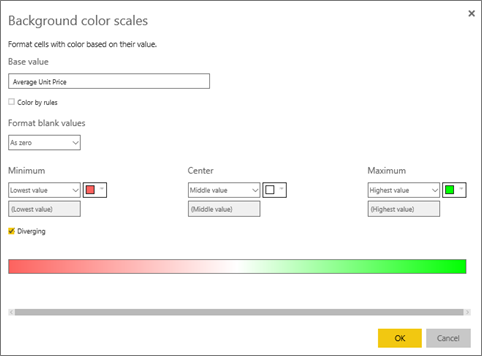 Background color scales
Format cells with color based on their value.
Base value
Average Unit Price
Color by rules
Format blank values
As zero
Minimum Center Maximum
Lowest value Middle value Highest value
(Lowest value) (Middle value) (Highest value)
Diverging
OK Cancel